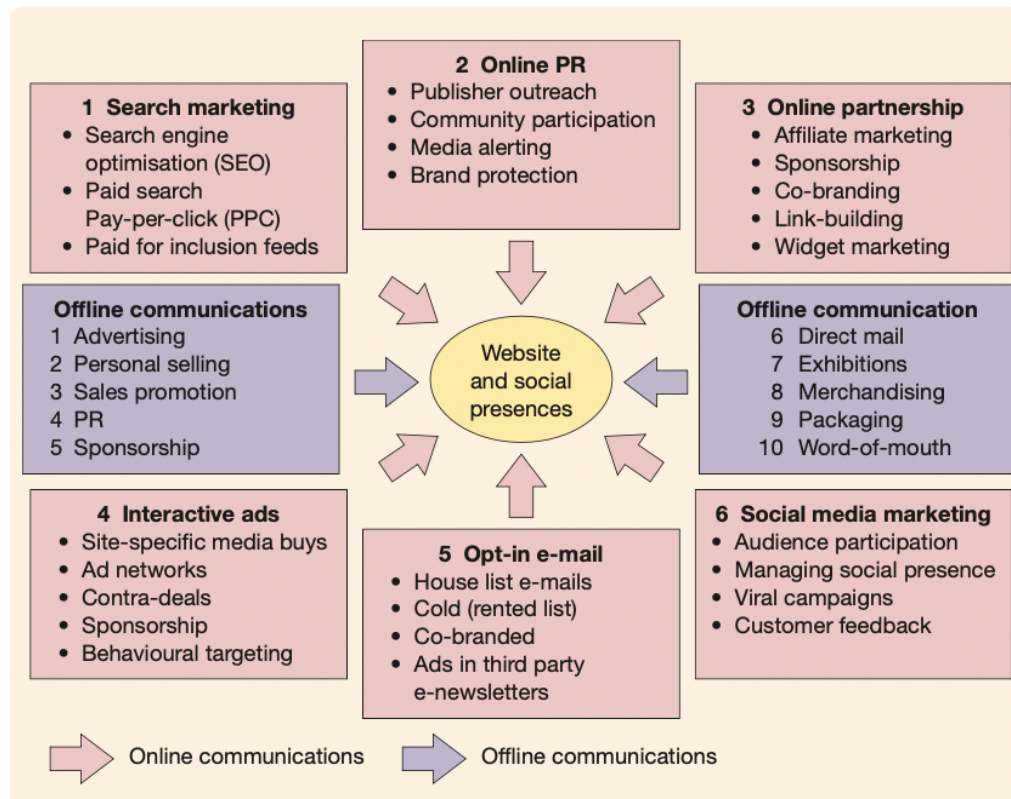 1 Search marketing
• Search engine
optimisation (SEO)
• Paid search
Pay-per-click (PPC)
• Paid for inclusion feeds
2 Online PR
• Publisher outreach
• Community participation
• Media alerting
• Brand protection
3 Online partnership
• Affiliate marketing
• Sponsorship
• Co-branding
• Link-building
• Widget marketing
Offline communications
1 Advertising
2 Personal selling
3 Sales promotion
4 PR
5 Sponsorship
Website
and social
presences
Offline communication
6 Direct mail
7 Exhibitions
8 Merchandising
9 Packaging
10 Word-of-mouth
4 Interactive ads
• Site-specific media buys
• Ad networks
• Contra-deals
• Sponsorship
• Behavioural targeting
5 Opt-in e-mail
• House list e-mails
• Cold (rented list)
• Co-branded
• Ads in third party
e-newsletters
6 Social media marketing
• Audience participation
• Managing social presence
• Viral campaigns
• Customer feedback
Online communications
Offline communications